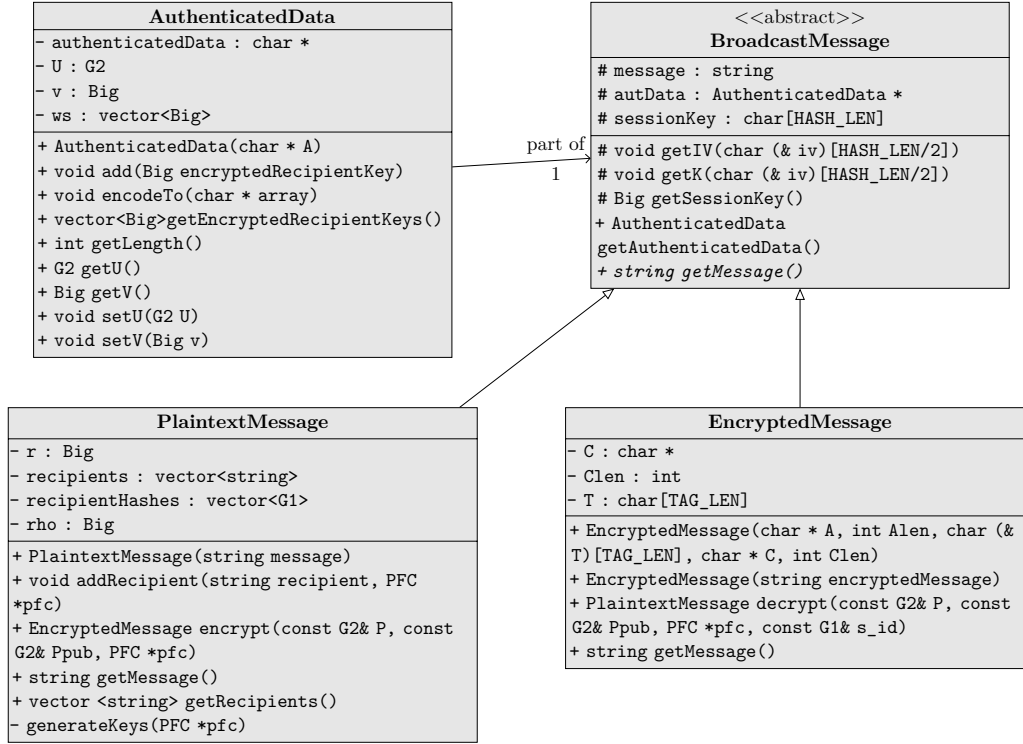 AuthenticatedData
- authenticatedData : char *
- U : G2
- v : Big
- ws : vector<Big>
+ AuthenticatedData(char * A)
+ void add(Big encryptedRecipientKey)
+ void encodeTo(char * array)
+ vector<Big>getEncryptedRecipientKeys()
+ int getLength()
+ G2 getU()
+ Big getV()
+ void setU(G2 U)
+ void setV(Big v)
part of
1
<<abstract>>
BroadcastMessage
# message : string
# autData : AuthenticatedData *
# sessionKey : char[HASH_LEN]
# void getIV(char (& iv)[HASH_LEN/2])
# void getK(char (& iv)[HASH_LEN/2])
# Big getSessionKey()
+ AuthenticatedData
getAuthenticatedData()
+ string getMessage()
PlaintextMessage
- r : Big
- recipients : vector<string>
- recipientHashes : vector<G1>
- rho : Big
+ PlaintextMessage(string message)
+ void addRecipient(string recipient, PFC
*pfc)
+ EncryptedMessage encrypt(const G2& P, const
G2& Ppub, PFC *pfc)
+ string getMessage()
+ vector <string> getRecipients()
- generateKeys(PFC *pfc)
EncryptedMessage
- C : char *
- Clen : int
- T : char[TAG_LEN]
+ EncryptedMessage(char * A, int Alen, char (&
T)[TAG_LEN], char * C, int Clen)
+ EncryptedMessage(string encryptedMessage)
+ PlaintextMessage decrypt(const G2& P, const
G2& Ppub, PFC *pfc, const G1& s_id)
+ string getMessage()